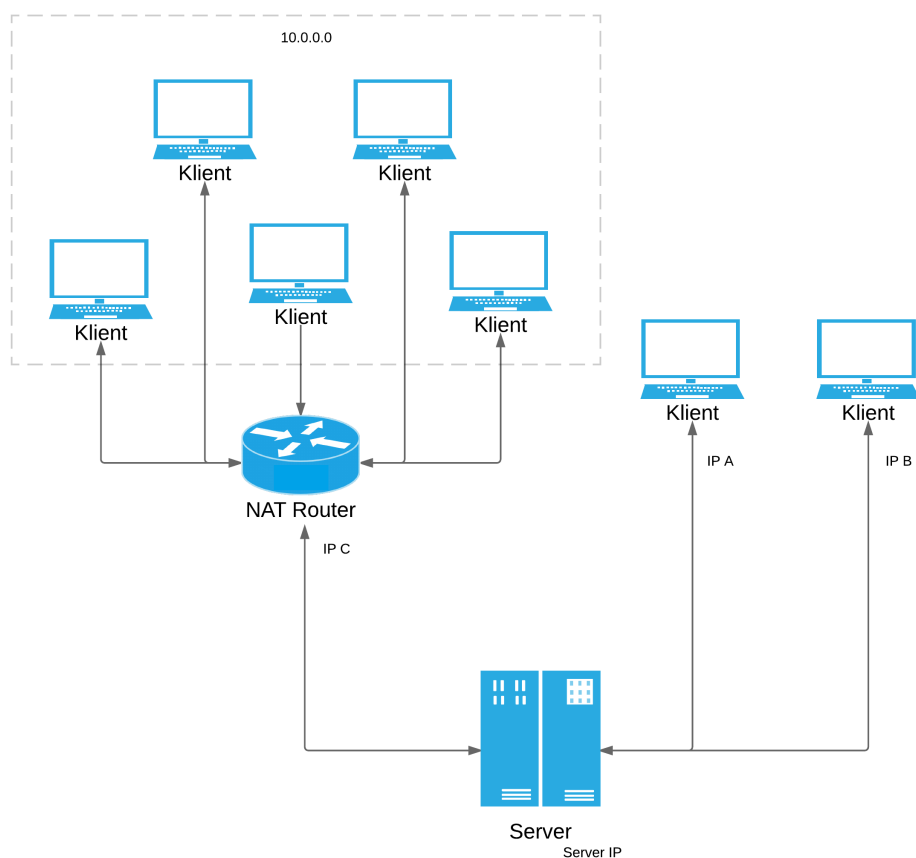 10.0.0.0
Klient
Klient
Klient
Klient
Klient
Klient
Klient
IP A
IP B
NAT Router
IP C
Server
Server IP